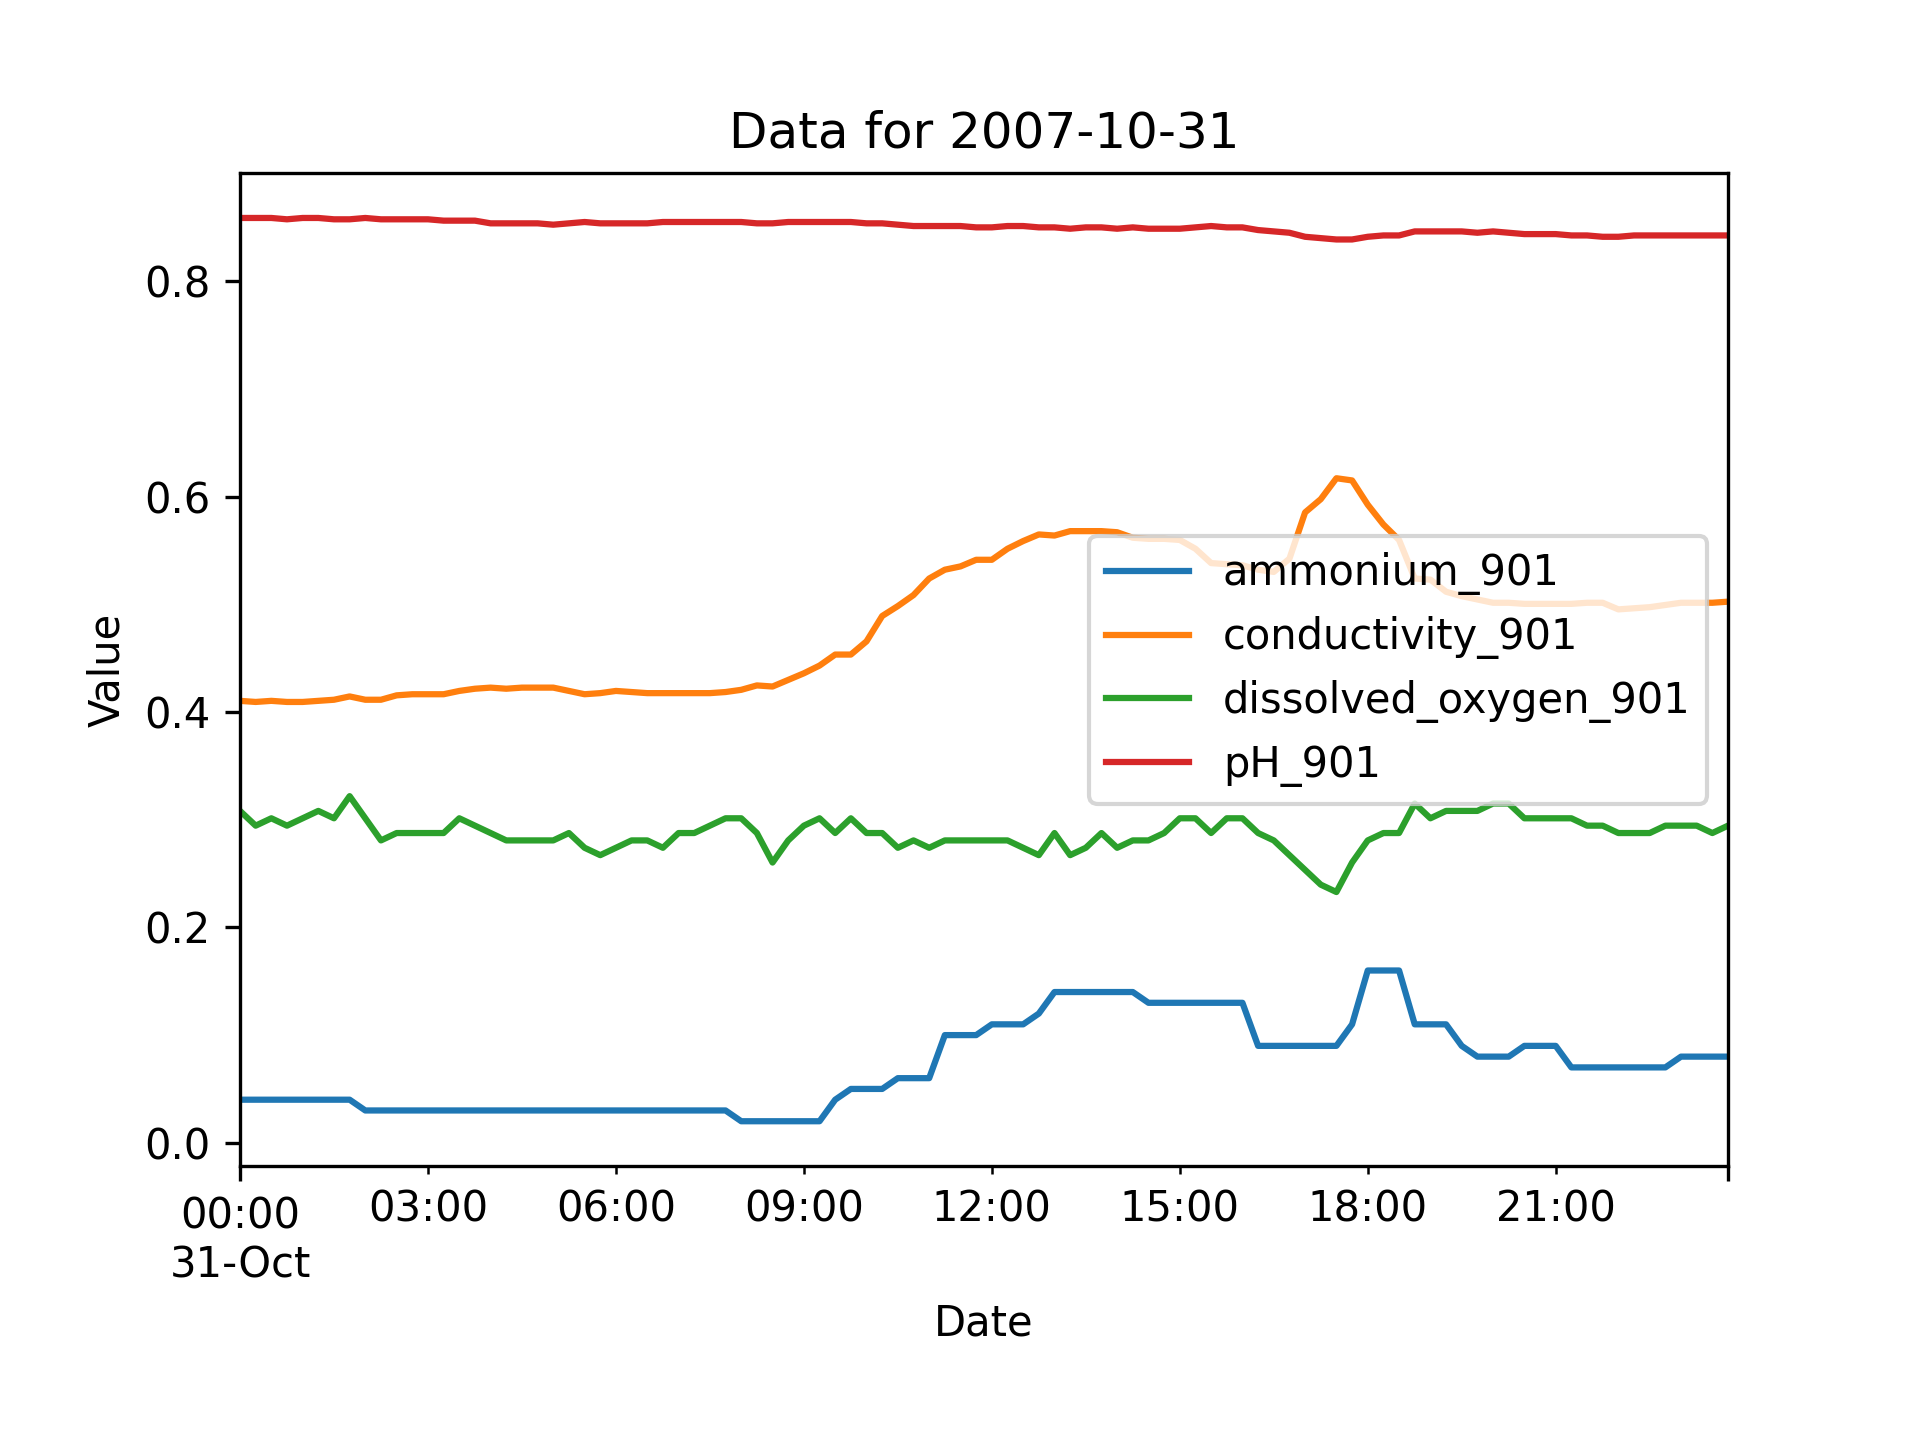 Data for 2007-10-31
Value
0.8
0.6
0.4
0.2
0.0
ammonium_901
conductivity_901
dissolved_oxygen_901
pH_901
00:00 03:00 06:00 09:00 12:00 15:00 18:00 21:00
31-Oct
Date